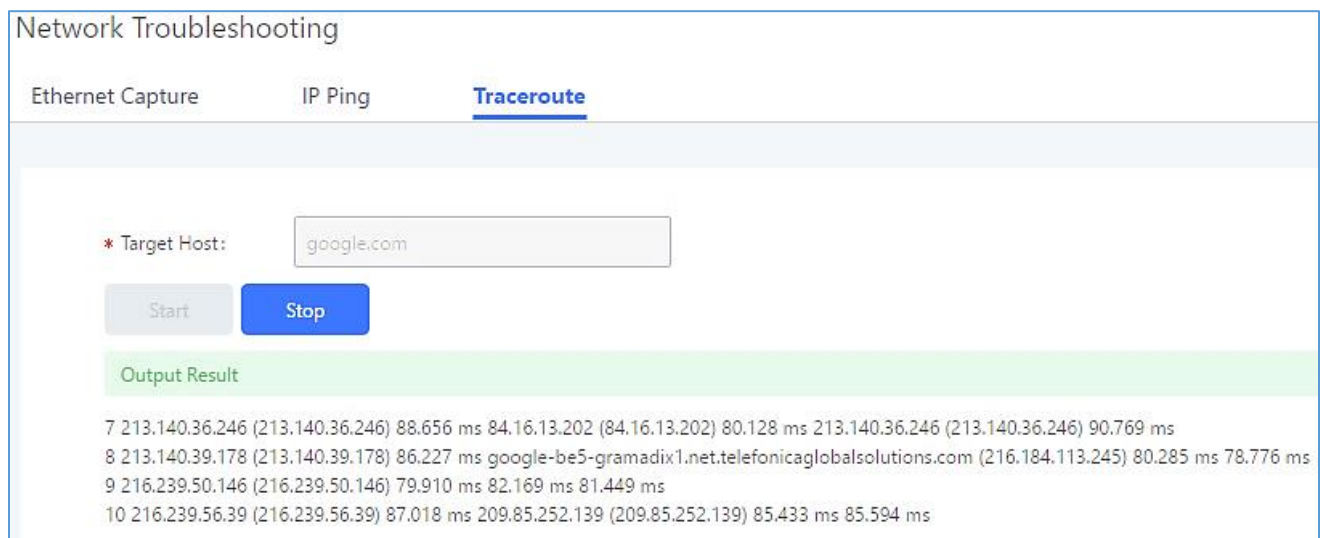 Network Troubleshooting
Ethernet Capture IP Ping Traceroute
* Target Host: google.com
Start Stop
Output Result
7 213.140.36.246 (213.140.36.246) 88.656 ms 84.16.13.202 (84.16.13.202) 80.128 ms 213.140.36.246 (213.140.36.246) 90.769 ms
8 213.140.39.178 (213.140.39.178) 86.227 ms google-be5-gramadix1.net.telefonicaglobalsolutions.com (216.184.113.245) 80.285 ms 78.776 ms
9 216.239.50.146 (216.239.50.146) 79.910 ms 82.169 ms 81.449 ms
10 216.239.56.39 (216.239.56.39) 87.018 ms 209.85.252.139 (209.85.252.139) 85.433 ms 85.594 ms